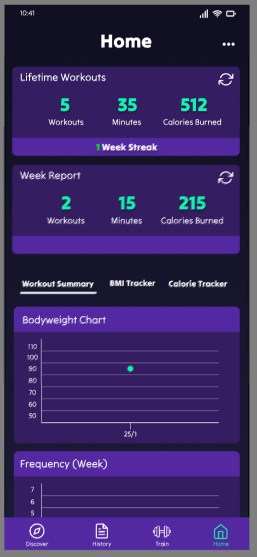 10:41
Home
Lifetime Workouts
5 35 512
Workouts Minutes Calories Burned
1 Week Streak
Week Report
2 15 215
Workouts Minutes Calories Burned
Workout Summary BMI Tracker Calorie Tracker
Bodyweight Chart
110
100
90
80
70
60
50
25/1
Frequency (Week)
7
6
5
Discover History Train Home